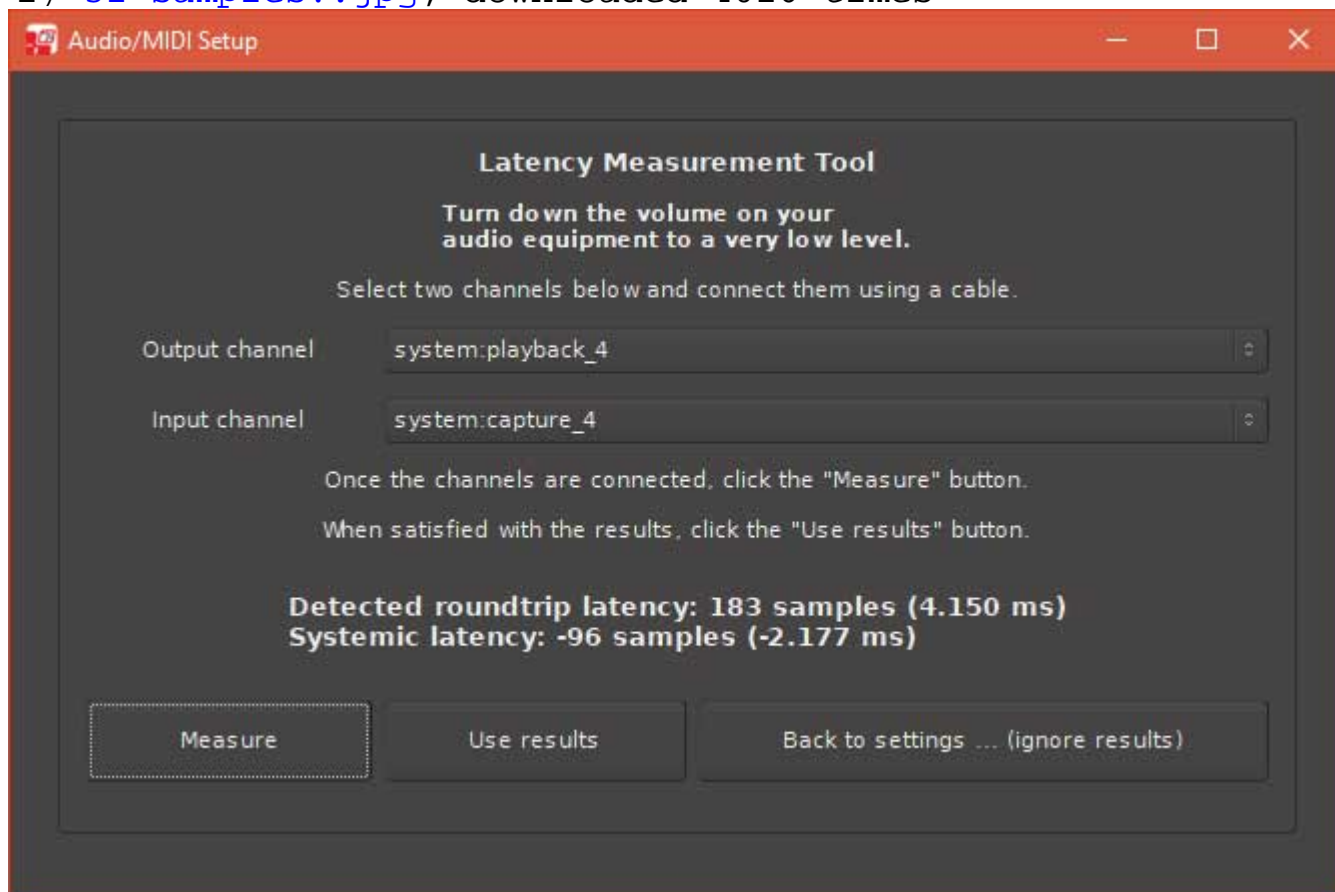 Audio/MIDI Setup
Latency Measurement Tool
Turn down the volume on your
audio equipment to a very low level.
Select two channels below and connect them using a cable.
Output channel system:playback_4
Input channel system:capture_4
Once the channels are connected, click the "Measure" button.
When satisfied with the results, click the "Use results" button.
Detected roundtrip latency: 183 samples (4.150 ms)
Systemic latency: -96 samples (-2.177 ms)
Measure Use results Back to settings ... (ignore results)